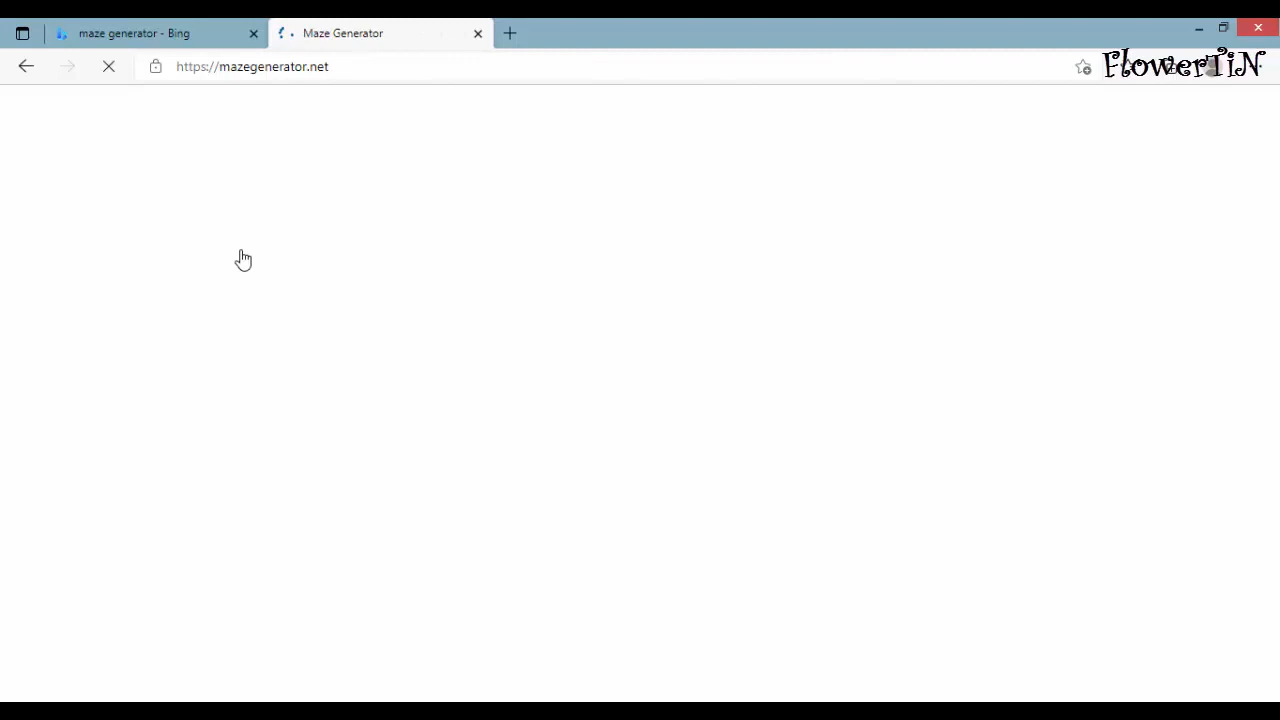 maze generator - Bing
Maze Generator
https://mazegenerator.net
FlowerTiN